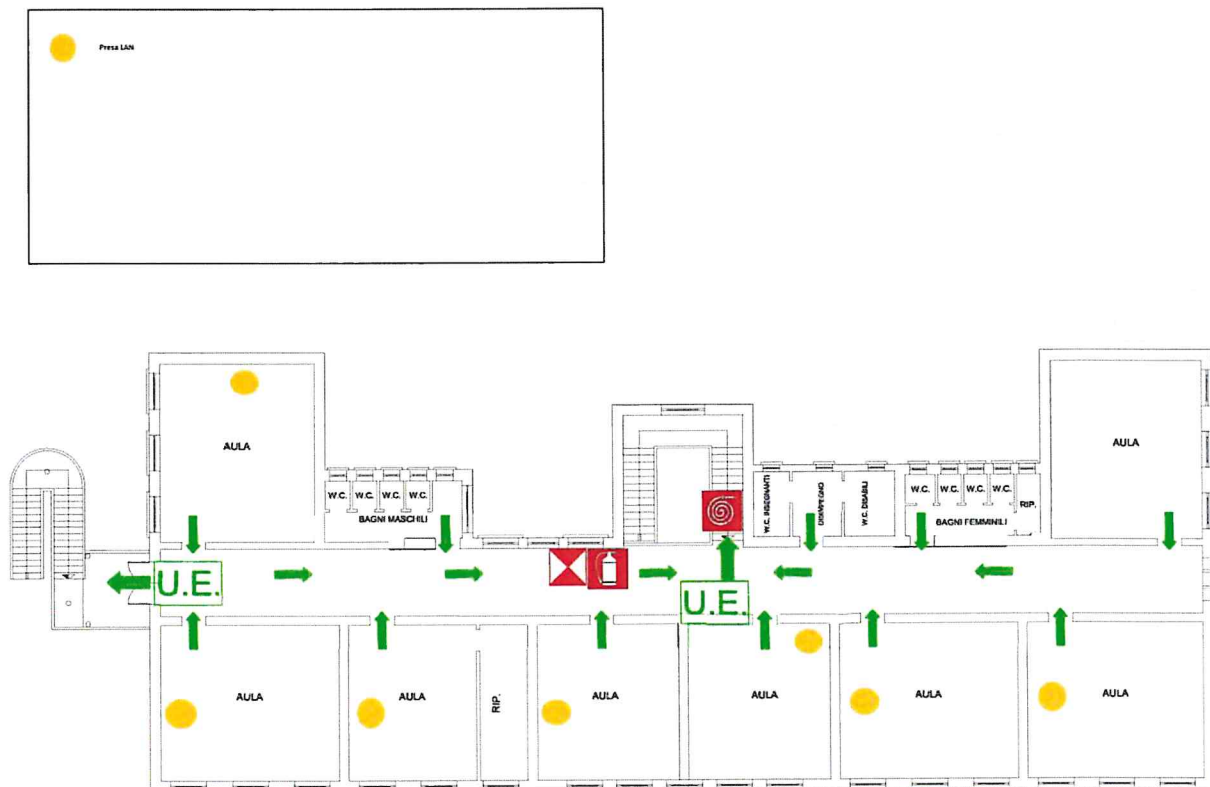 Presa LAN
AULA
AULA
W.C.
W.C.
W.C.
W.C.
BAGNI MASCHILI
W.C. INSEGNANTI
DISIMPEGNO
W.C. DISABILI
W.C.
W.C.
W.C.
W.C.
RIP.
BAGNI FEMMINILI
U.E.
U.E.
AULA
AULA
RIP.
AULA
AULA
AULA
AULA